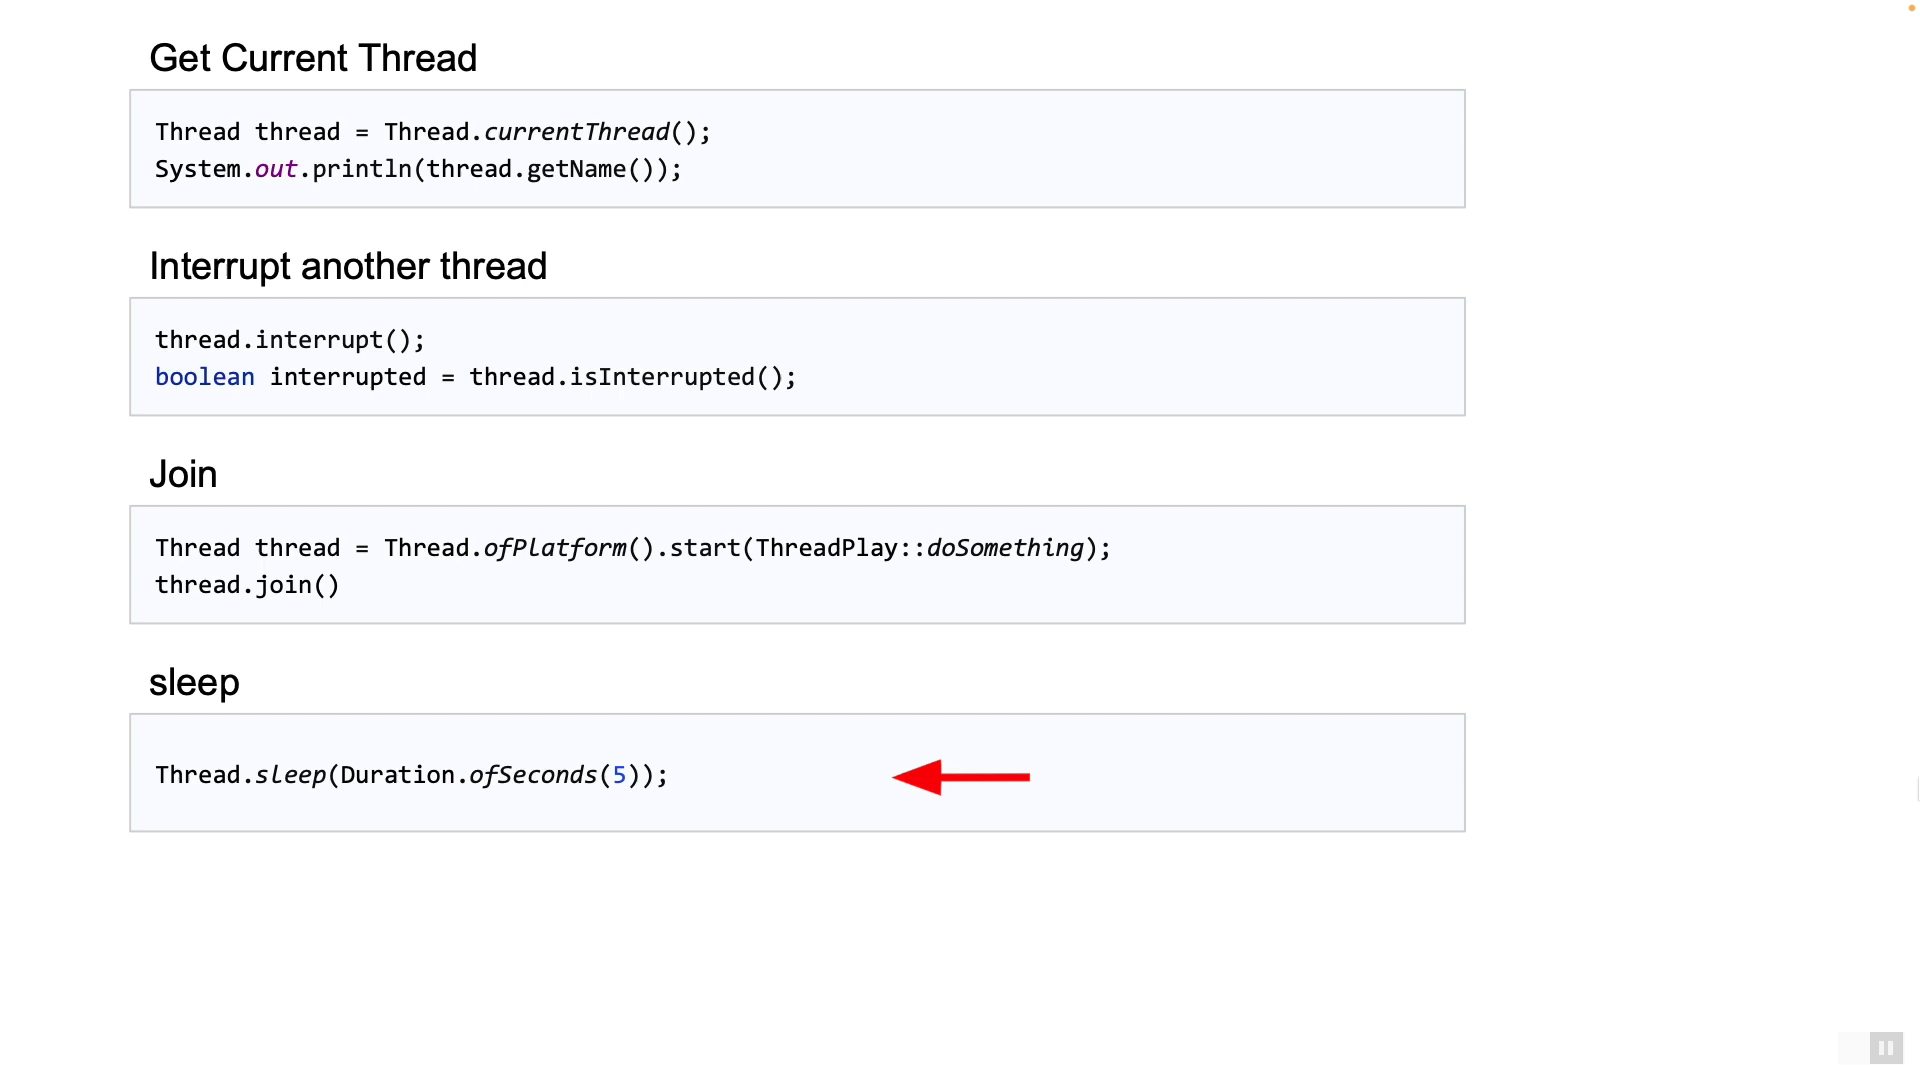 Get Current Thread
Thread thread = Thread.currentThread();
System.out.println(thread.getName());
Interrupt another thread
thread.interrupt();
boolean interrupted = thread.isInterrupted();
Join
Thread thread = Thread.ofPlatform().start(ThreadPlay::doSomething);
thread.join()
sleep
Thread.sleep(Duration.ofSeconds(5));